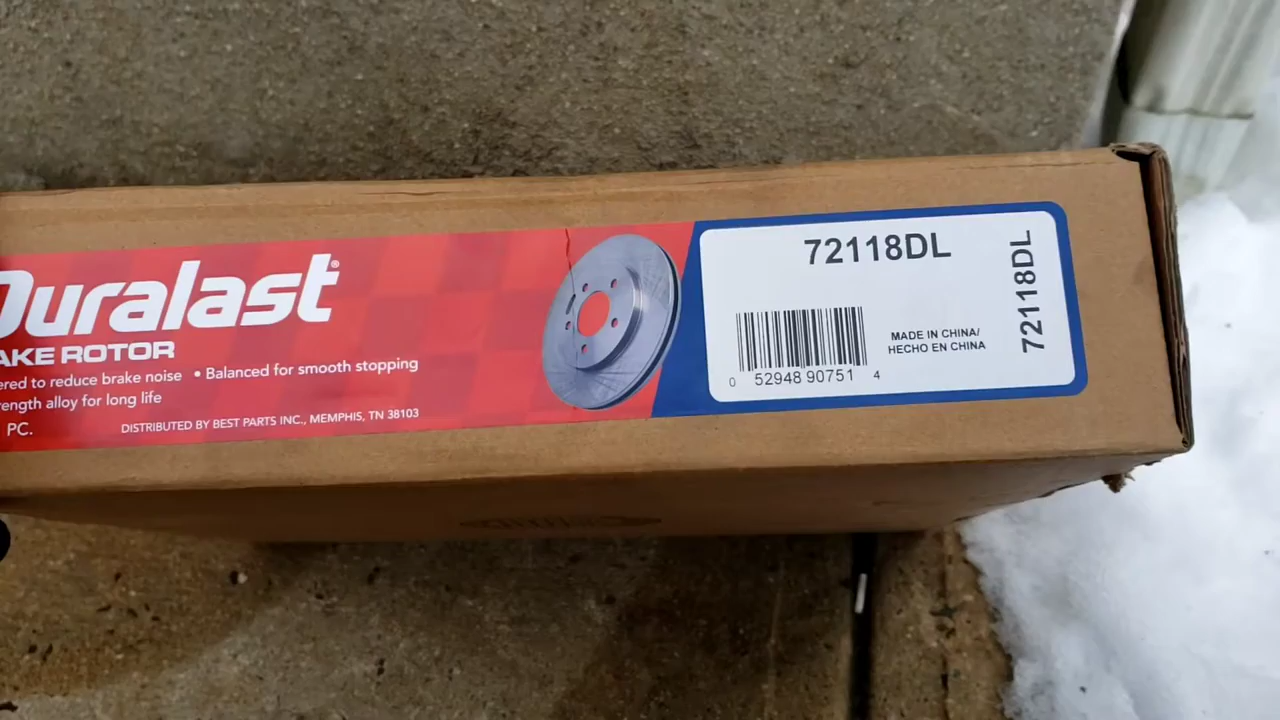 Duralast®
AKE ROTOR
ered to reduce brake noise • Balanced for smooth stopping
rength alloy for long life
PC.
DISTRIBUTED BY BEST PARTS INC., MEMPHIS, TN 38103
72118DL
0 52948 90751 4
MADE IN CHINA/
HECHO EN CHINA
72118DL